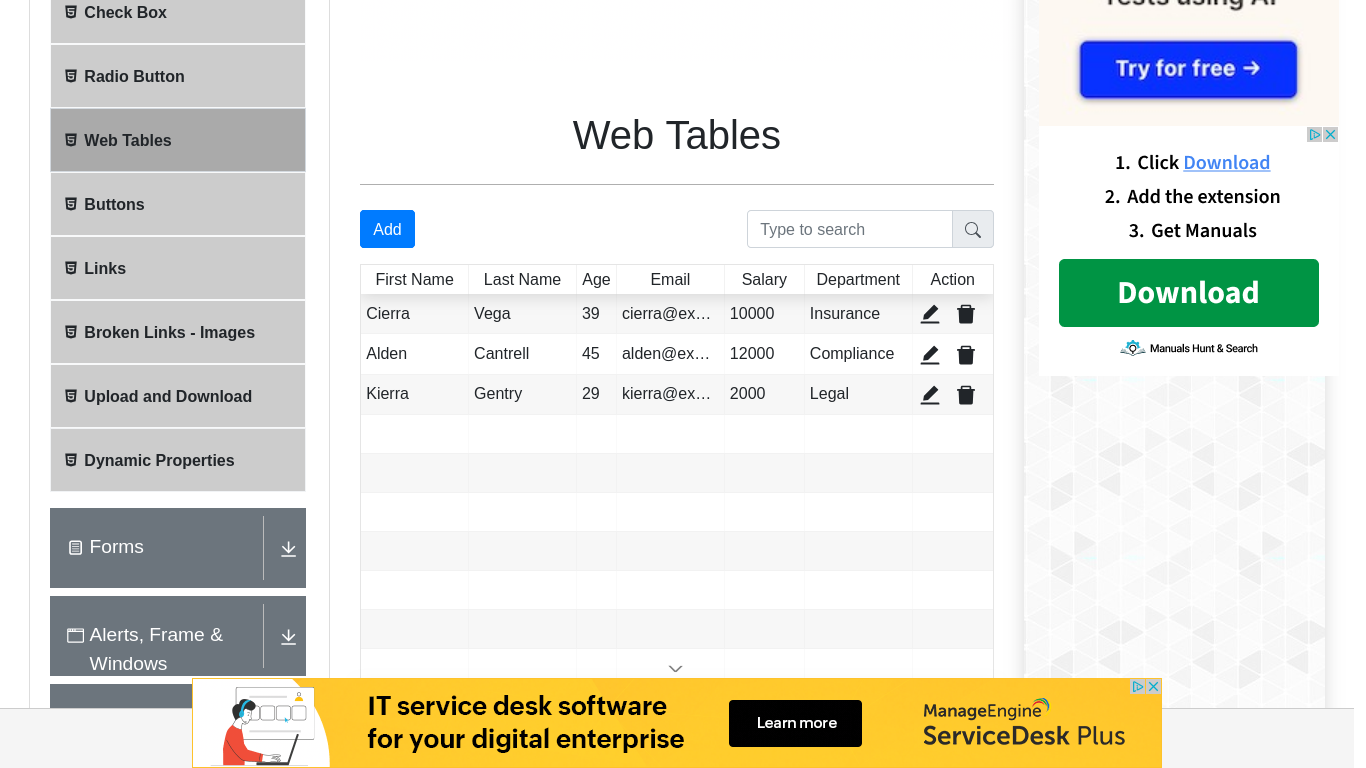 Check Box
Radio Button
Web Tables
Buttons
Links
Broken Links - Images
Upload and Download
Dynamic Properties
Forms
Alerts, Frame &
Windows
Web Tables
Add
Type to search
First Name Last Name Age Email Salary Department Action
Cierra Vega 39 cierra@ex… 10000 Insurance
Alden Cantrell 45 alden@ex… 12000 Compliance
Kierra Gentry 29 kierra@ex… 2000 Legal
Tests using AI
Try for free →
1. Click Download
2. Add the extension
3. Get Manuals
Download
Manuals Hunt & Search
IT service desk software
for your digital enterprise
Learn more
ManageEngine
ServiceDesk Plus